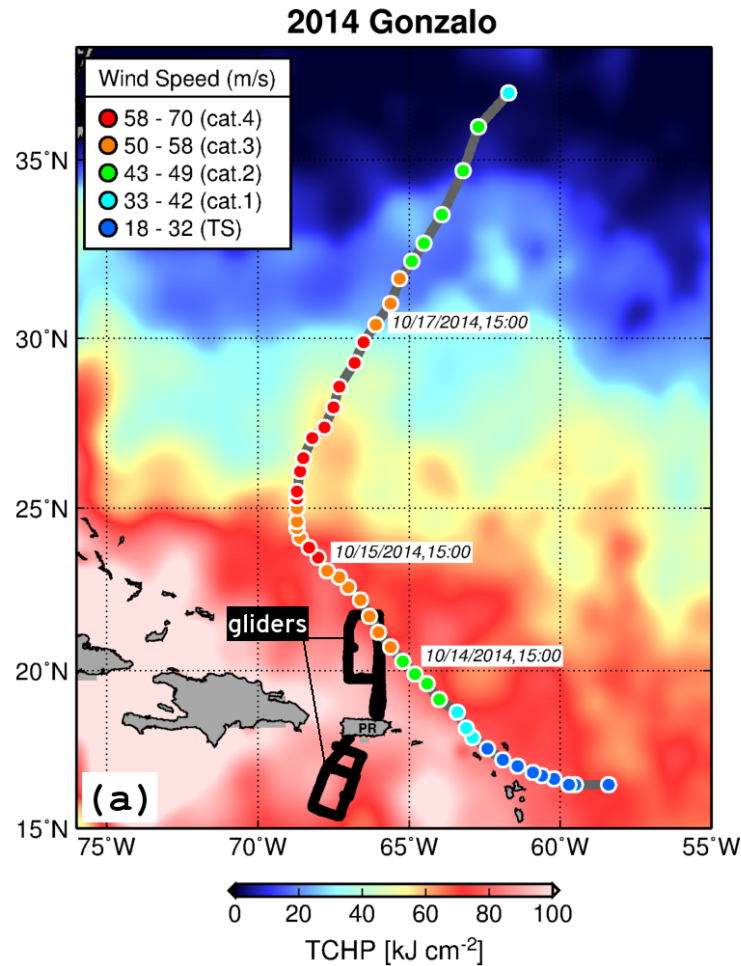 2014 Gonzalo
Wind Speed (m/s)
58 - 70 (cat.4)
50 - 58 (cat.3)
43 - 49 (cat.2)
33 - 42 (cat.1)
18 - 32 (TS)
35°N
10/17/2014,15:00
30°N
25°N
10/15/2014,15:00
gliders
10/14/2014,15:00
20°N
PR
(a)
15°N
75°W 70°W 65°W 60°W 55°W
0 20 40 60 80 100
TCHP [kJ cm⁻²]